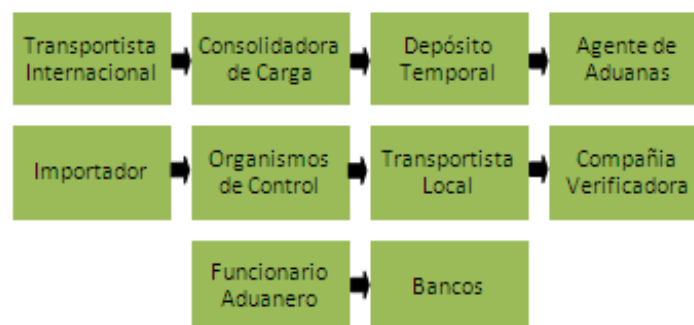 Transportista
Internacional
Consolidadora
de Carga
Depósito
Temporal
Agente de
Aduanas
Importador
Organismos
de Control
Transportista
Local
Compañia
Verificadora
Funcionario
Aduanero
Bancos